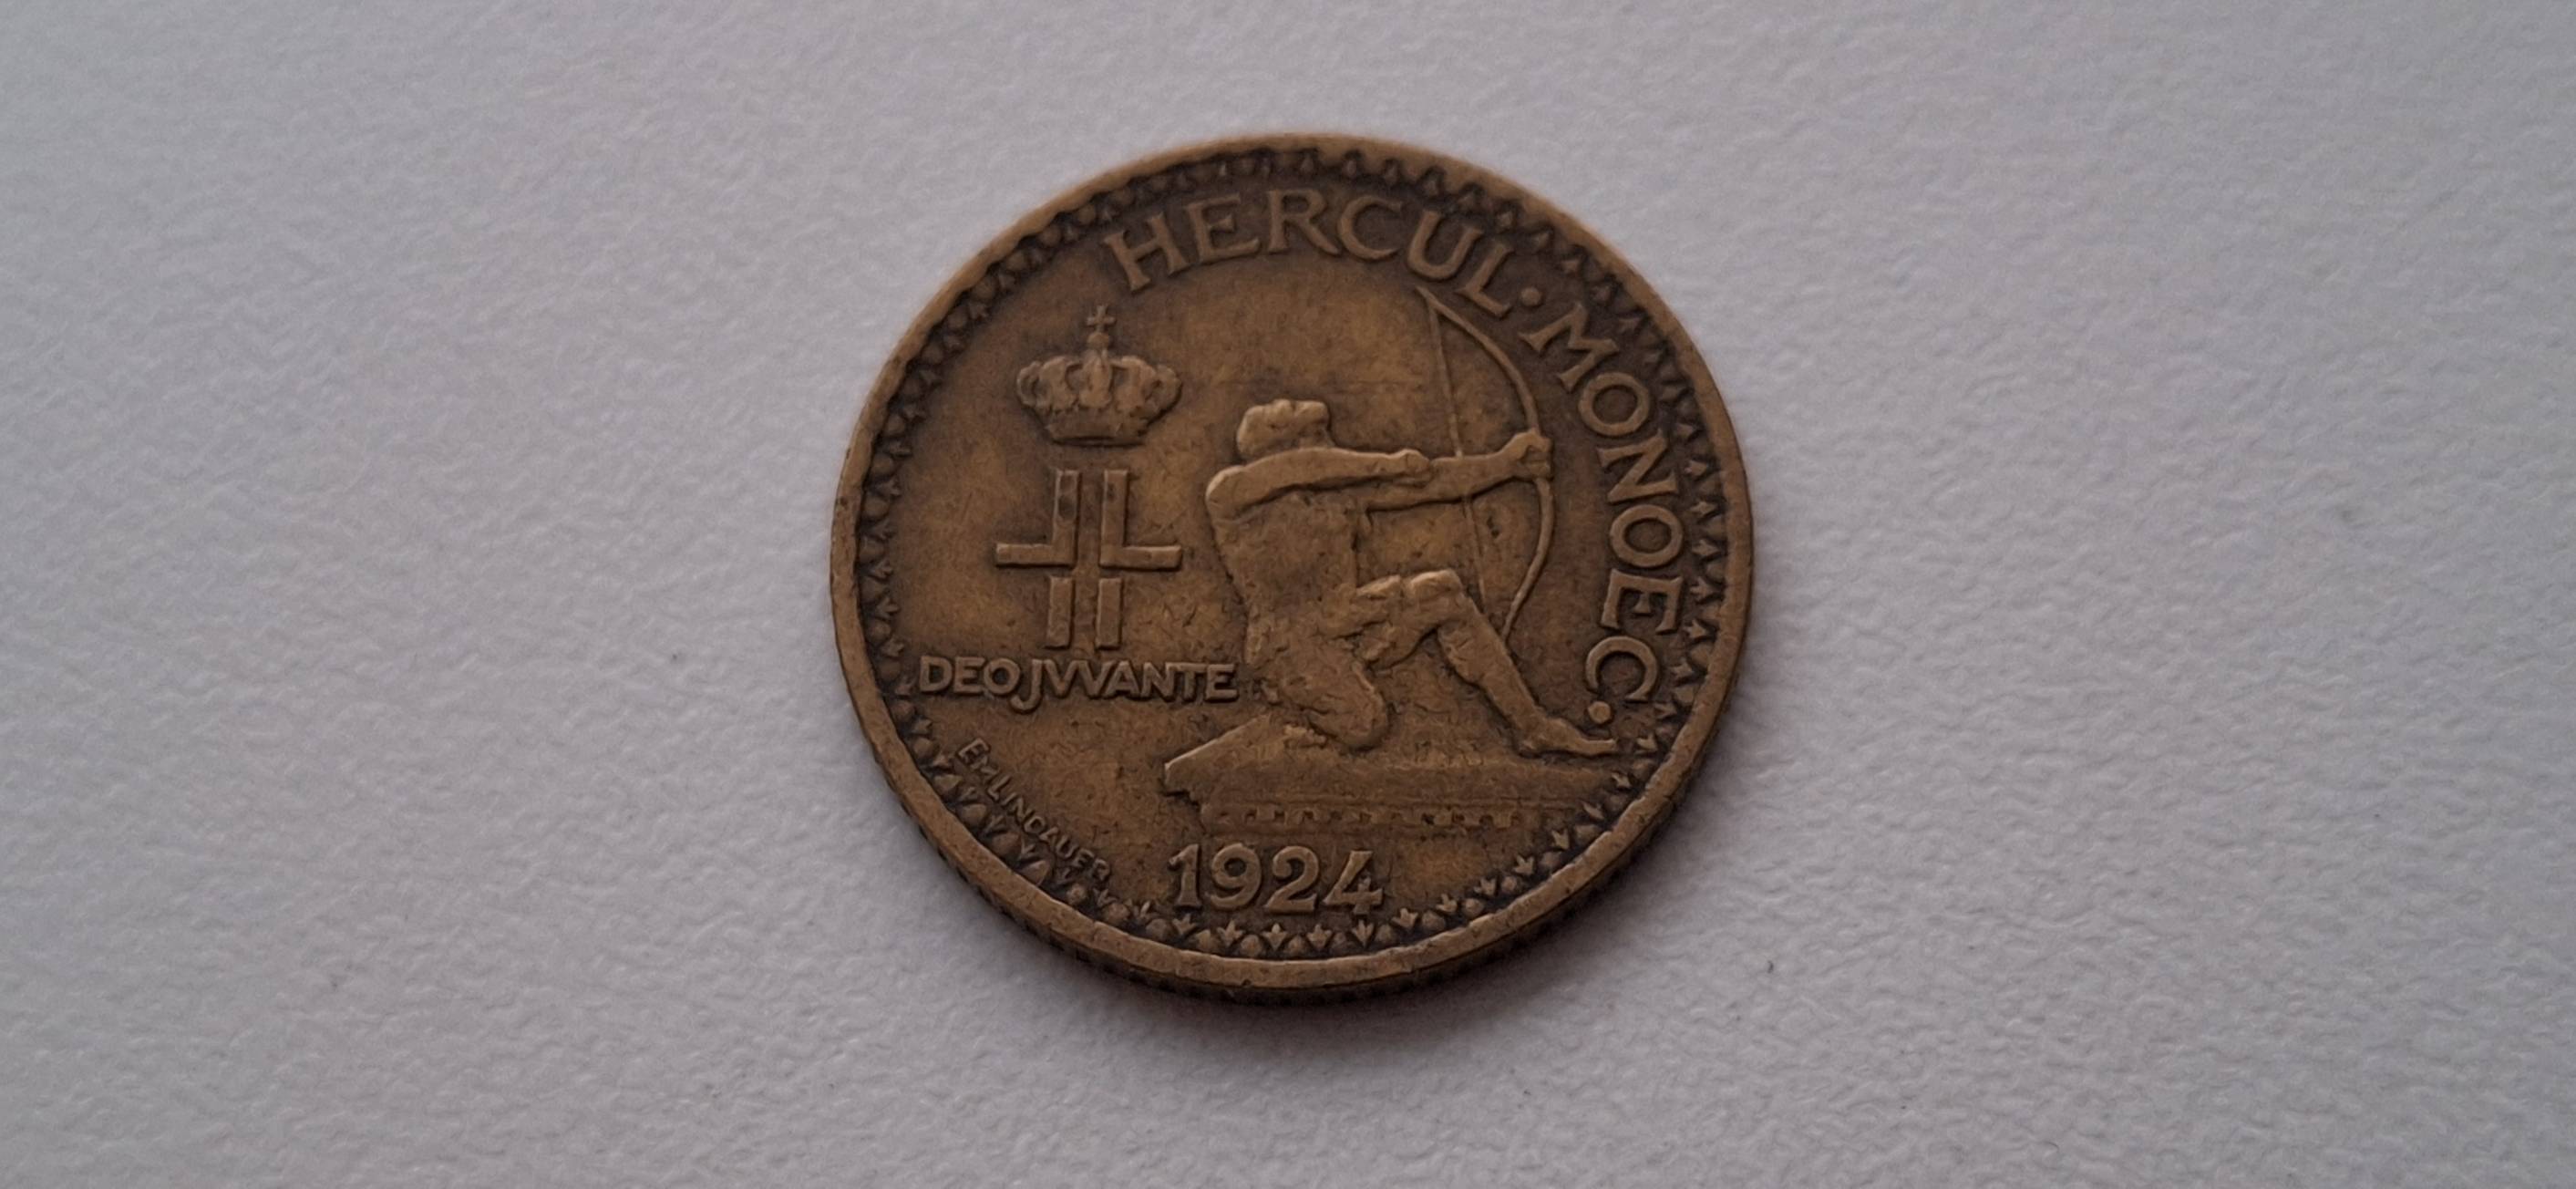 HERCUL·MONOEC.
DEO JVVANTE
EM LINDAUER
1924